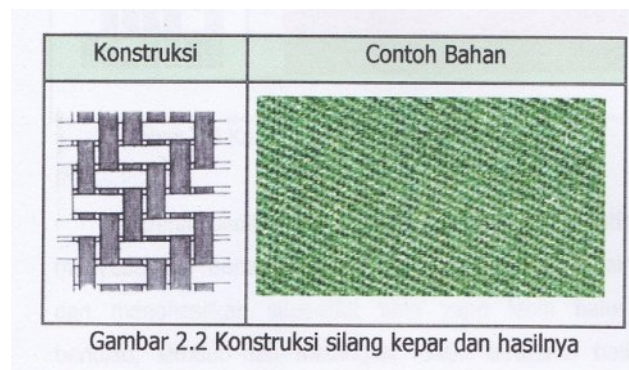 Konstruksi
Contoh Bahan
Gambar 2.2 Konstruksi silang kepar dan hasilnya